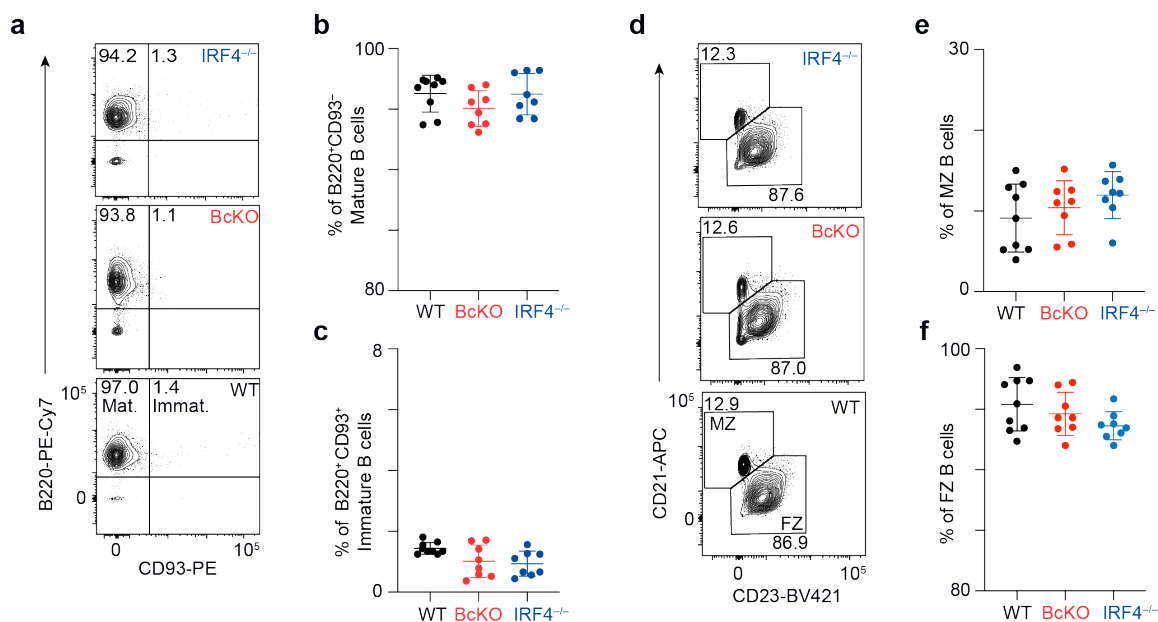 a
94.2 1.3 IRF4⁻/⁻
93.8 1.1 BcKO
97.0 1.4 WT
Mat. Immat.
10⁵
0
B220-PE-Cy7
0 10⁵
CD93-PE
b
100
80
% of B220⁺CD93⁻
Mature B cells
WT BcKO IRF4⁻/⁻
c
8
0
% of B220⁺ CD93⁺
Immature B cells
WT BcKO IRF4⁻/⁻
d
12.3
IRF4⁻/⁻
87.6
12.6
BcKO
87.0
12.9
WT
MZ
FZ
86.9
10⁵
0
CD21-APC
0 10⁵
CD23-BV421
e
30
0
% of MZ B cells
WT BcKO IRF4⁻/⁻
f
100
80
% of FZ B cells
WT BcKO IRF4⁻/⁻